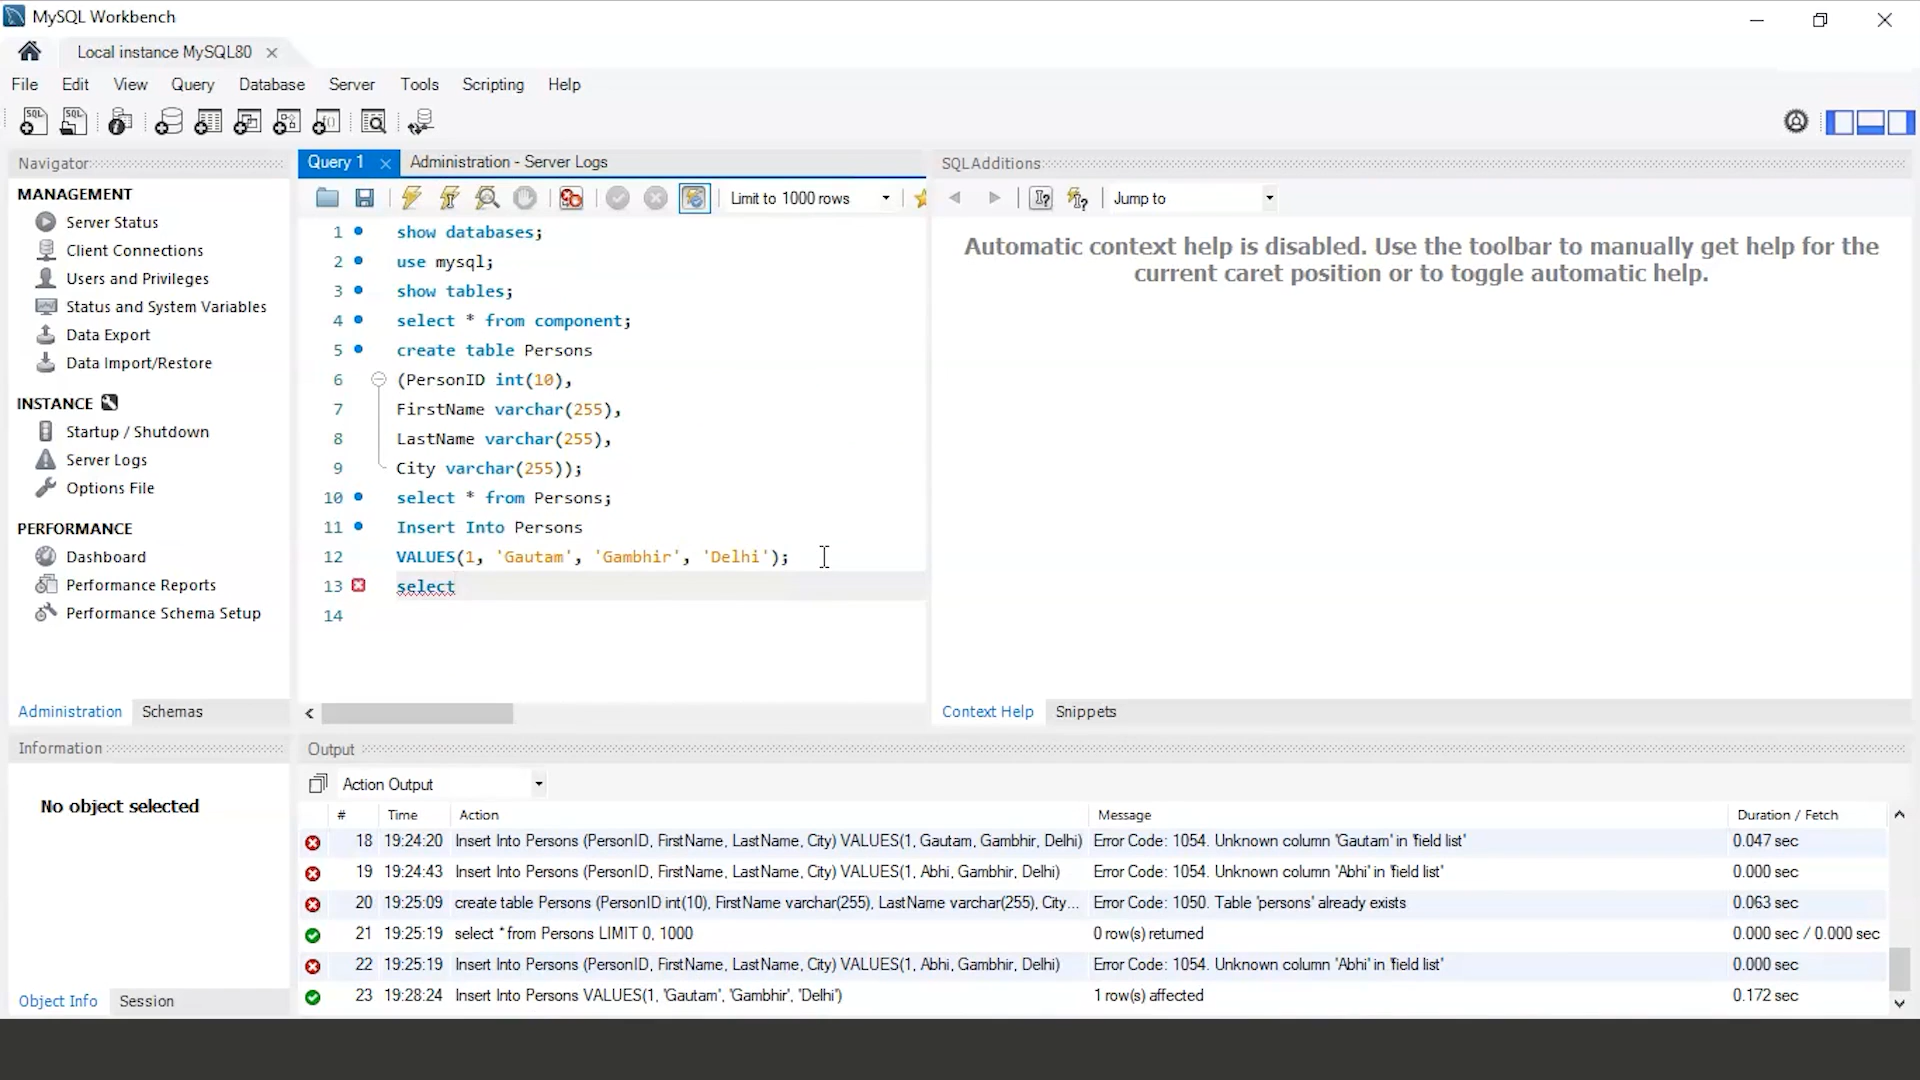 MySQL Workbench
Local instance MySQL80
File Edit View Query Database Server Tools Scripting Help
Navigator
MANAGEMENT
Server Status
Client Connections
Users and Privileges
Status and System Variables
Data Export
Data Import/Restore
INSTANCE
Startup / Shutdown
Server Logs
Options File
PERFORMANCE
Dashboard
Performance Reports
Performance Schema Setup
Administration Schemas
Query 1 Administration - Server Logs
Limit to 1000 rows
1 show databases;
2 use mysql;
3 show tables;
4 select * from component;
5 create table Persons
6 (PersonID int(10),
7 FirstName varchar(255),
8 LastName varchar(255),
9 City varchar(255));
10 select * from Persons;
11 Insert Into Persons
12 VALUES(1, 'Gautam', 'Gambhir', 'Delhi');
13 select
14
SQLAdditions
Jump to
Automatic context help is disabled. Use the toolbar to manually get help for the
current caret position or to toggle automatic help.
Context Help Snippets
Information
No object selected
Object Info Session
Output
Action Output
# Time Action Message Duration / Fetch
18 19:24:20 Insert Into Persons (PersonID, FirstName, LastName, City) VALUES(1, Gautam, Gambhir, Delhi) Error Code: 1054. Unknown column 'Gautam' in 'field list' 0.047 sec
19 19:24:43 Insert Into Persons (PersonID, FirstName, LastName, City) VALUES(1, Abhi, Gambhir, Delhi) Error Code: 1054. Unknown column 'Abhi' in 'field list' 0.000 sec
20 19:25:09 create table Persons (PersonID int(10), FirstName varchar(255), LastName varchar(255), City... Error Code: 1050. Table 'persons' already exists 0.063 sec
21 19:25:19 select * from Persons LIMIT 0, 1000 0 row(s) returned 0.000 sec / 0.000 sec
22 19:25:19 Insert Into Persons (PersonID, FirstName, LastName, City) VALUES(1, Abhi, Gambhir, Delhi) Error Code: 1054. Unknown column 'Abhi' in 'field list' 0.000 sec
23 19:28:24 Insert Into Persons VALUES(1, 'Gautam', 'Gambhir', 'Delhi') 1 row(s) affected 0.172 sec